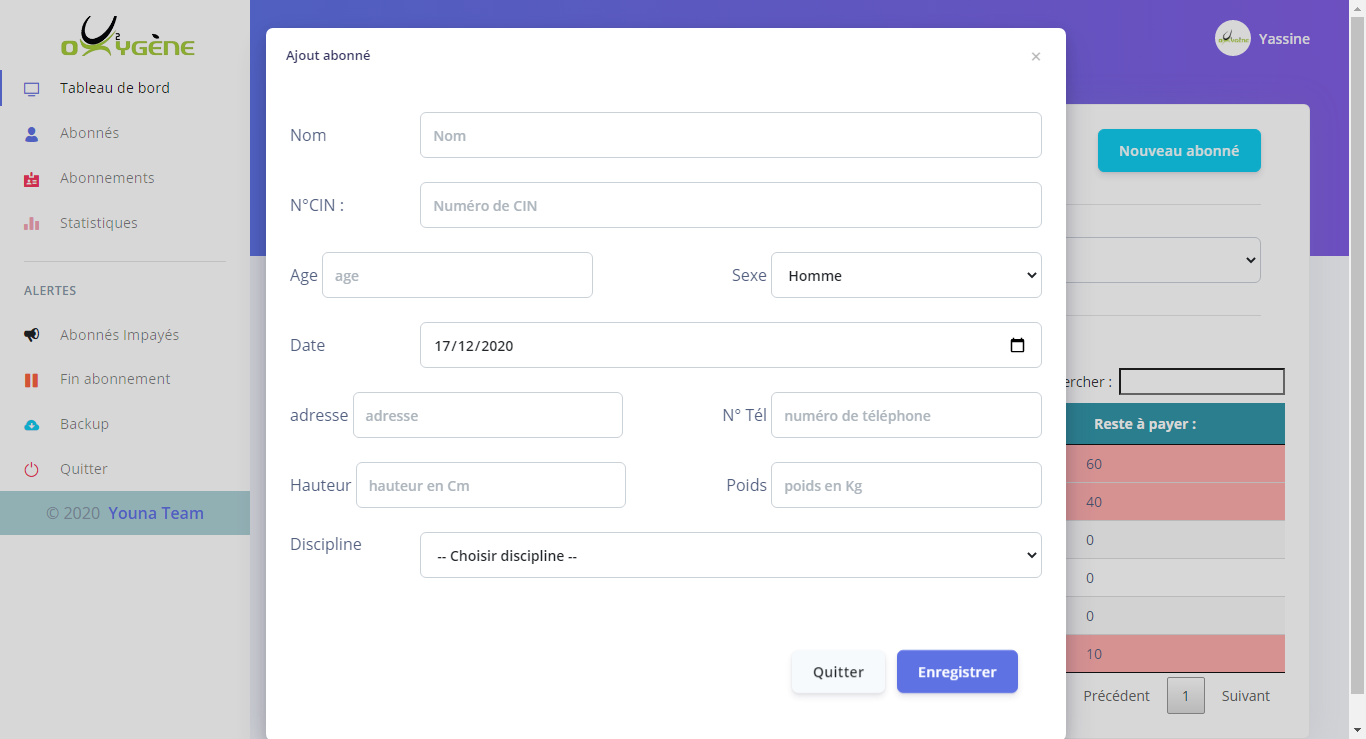 OXYGÈNE
2
Tableau de bord
Abonnés
Abonnements
Statistiques
ALERTES
Abonnés Impayés
Fin abonnement
Backup
Quitter
© 2020 Youna Team
Yassine
Nouveau abonné
ercher :
Reste à payer :
60
40
0
0
0
10
Précédent 1 Suivant
Ajout abonné ×
Nom Nom
N°CIN : Numéro de CIN
Age age Sexe Homme
Date 17/12/2020
adresse adresse N° Tél numéro de téléphone
Hauteur hauteur en Cm Poids poids en Kg
Discipline -- Choisir discipline --
Quitter Enregistrer